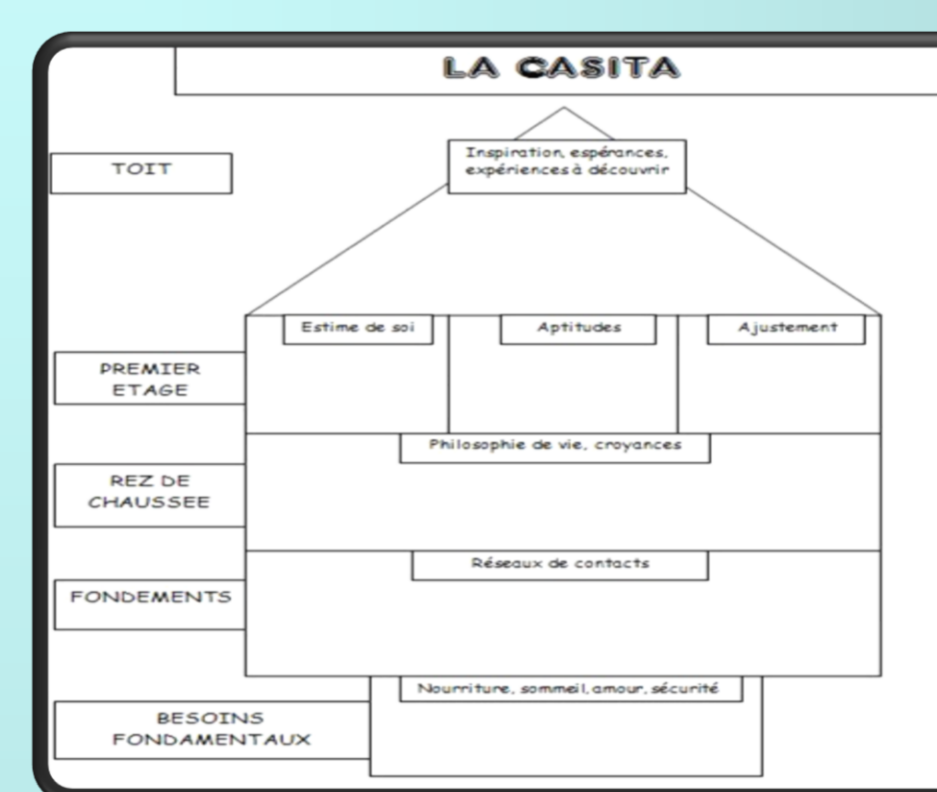 LA CASITA
Inspiration, espérances,
expériences à découvrir
TOIT
Estime de soi
Aptitudes
Ajustement
PREMIER
ETAGE
Philosophie de vie, croyances
REZ DE
CHAUSSEE
Réseaux de contacts
FONDEMENTS
Nourriture, sommeil, amour, sécurité
BESOINS
FONDAMENTAUX